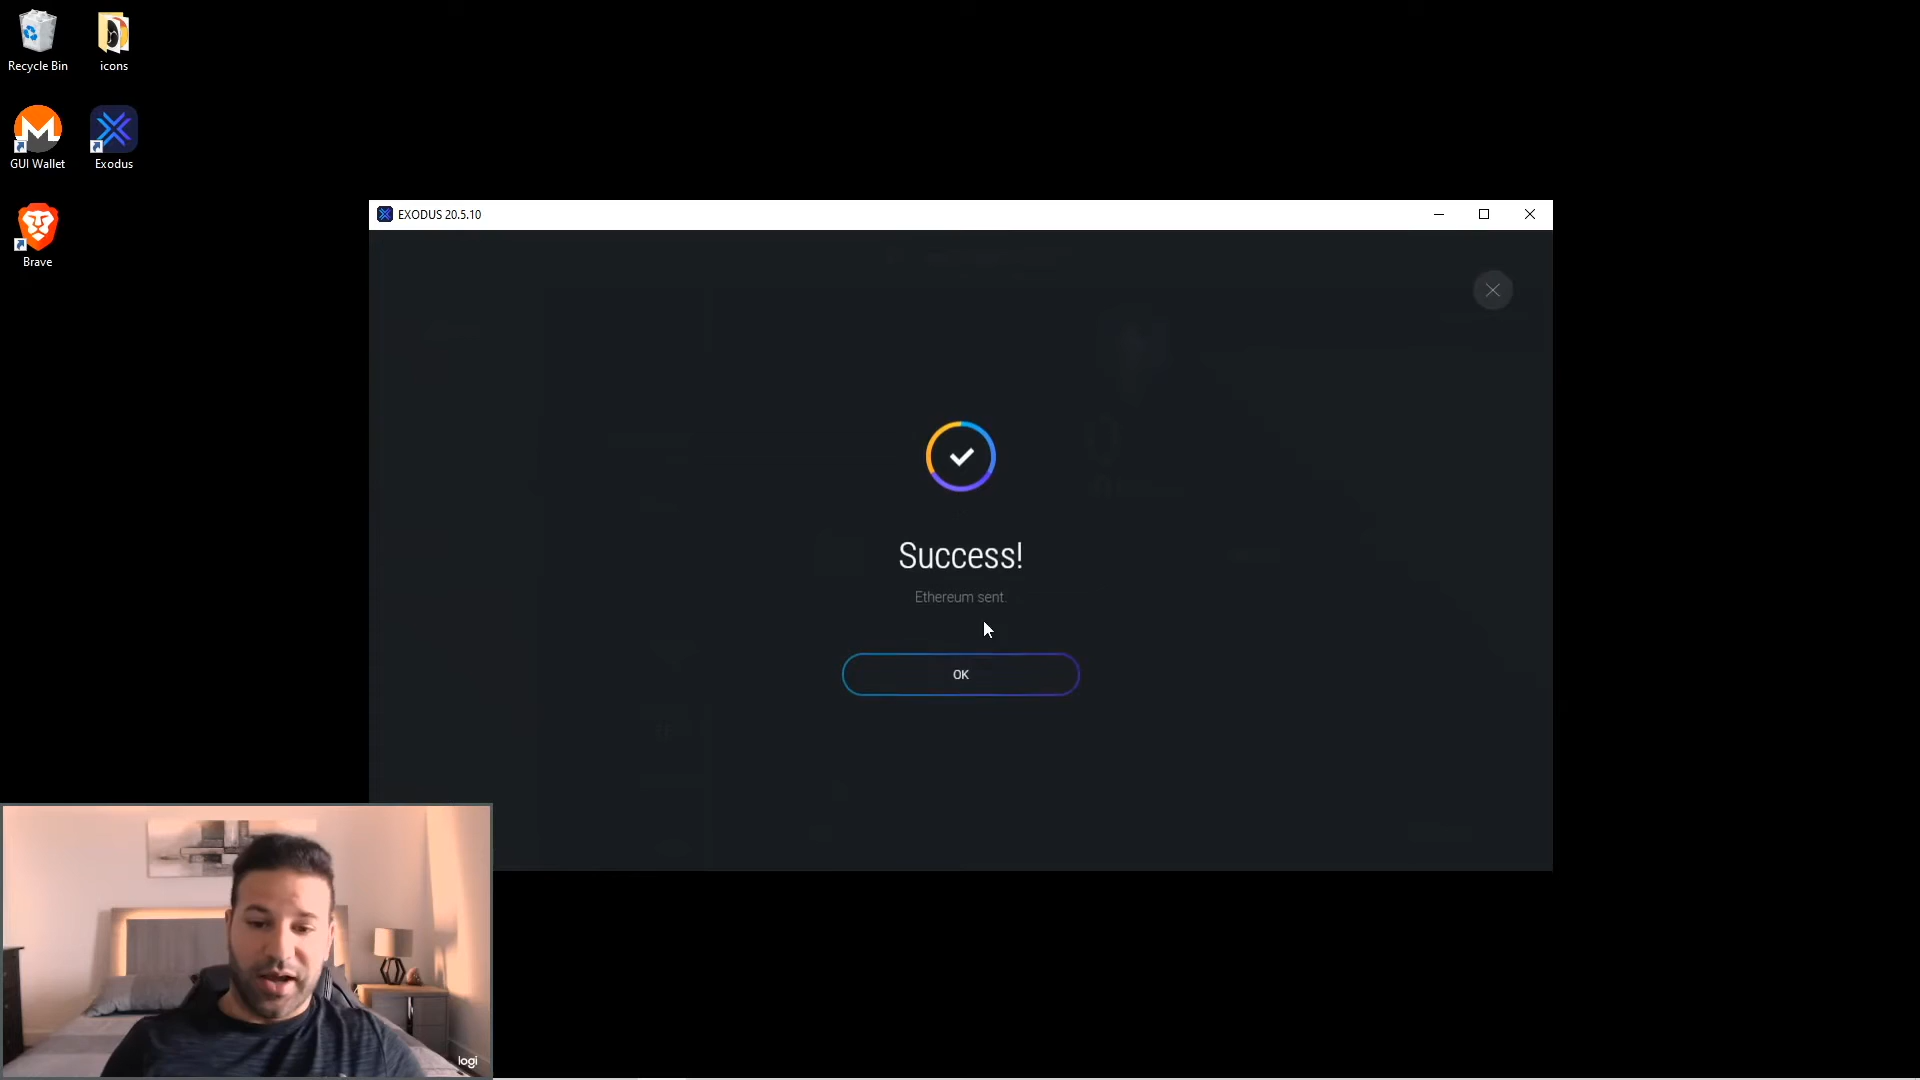 Recycle Bin
icons
GUI Wallet
Exodus
Brave
EXODUS 20.5.10
Success!
Ethereum sent.
OK
logi